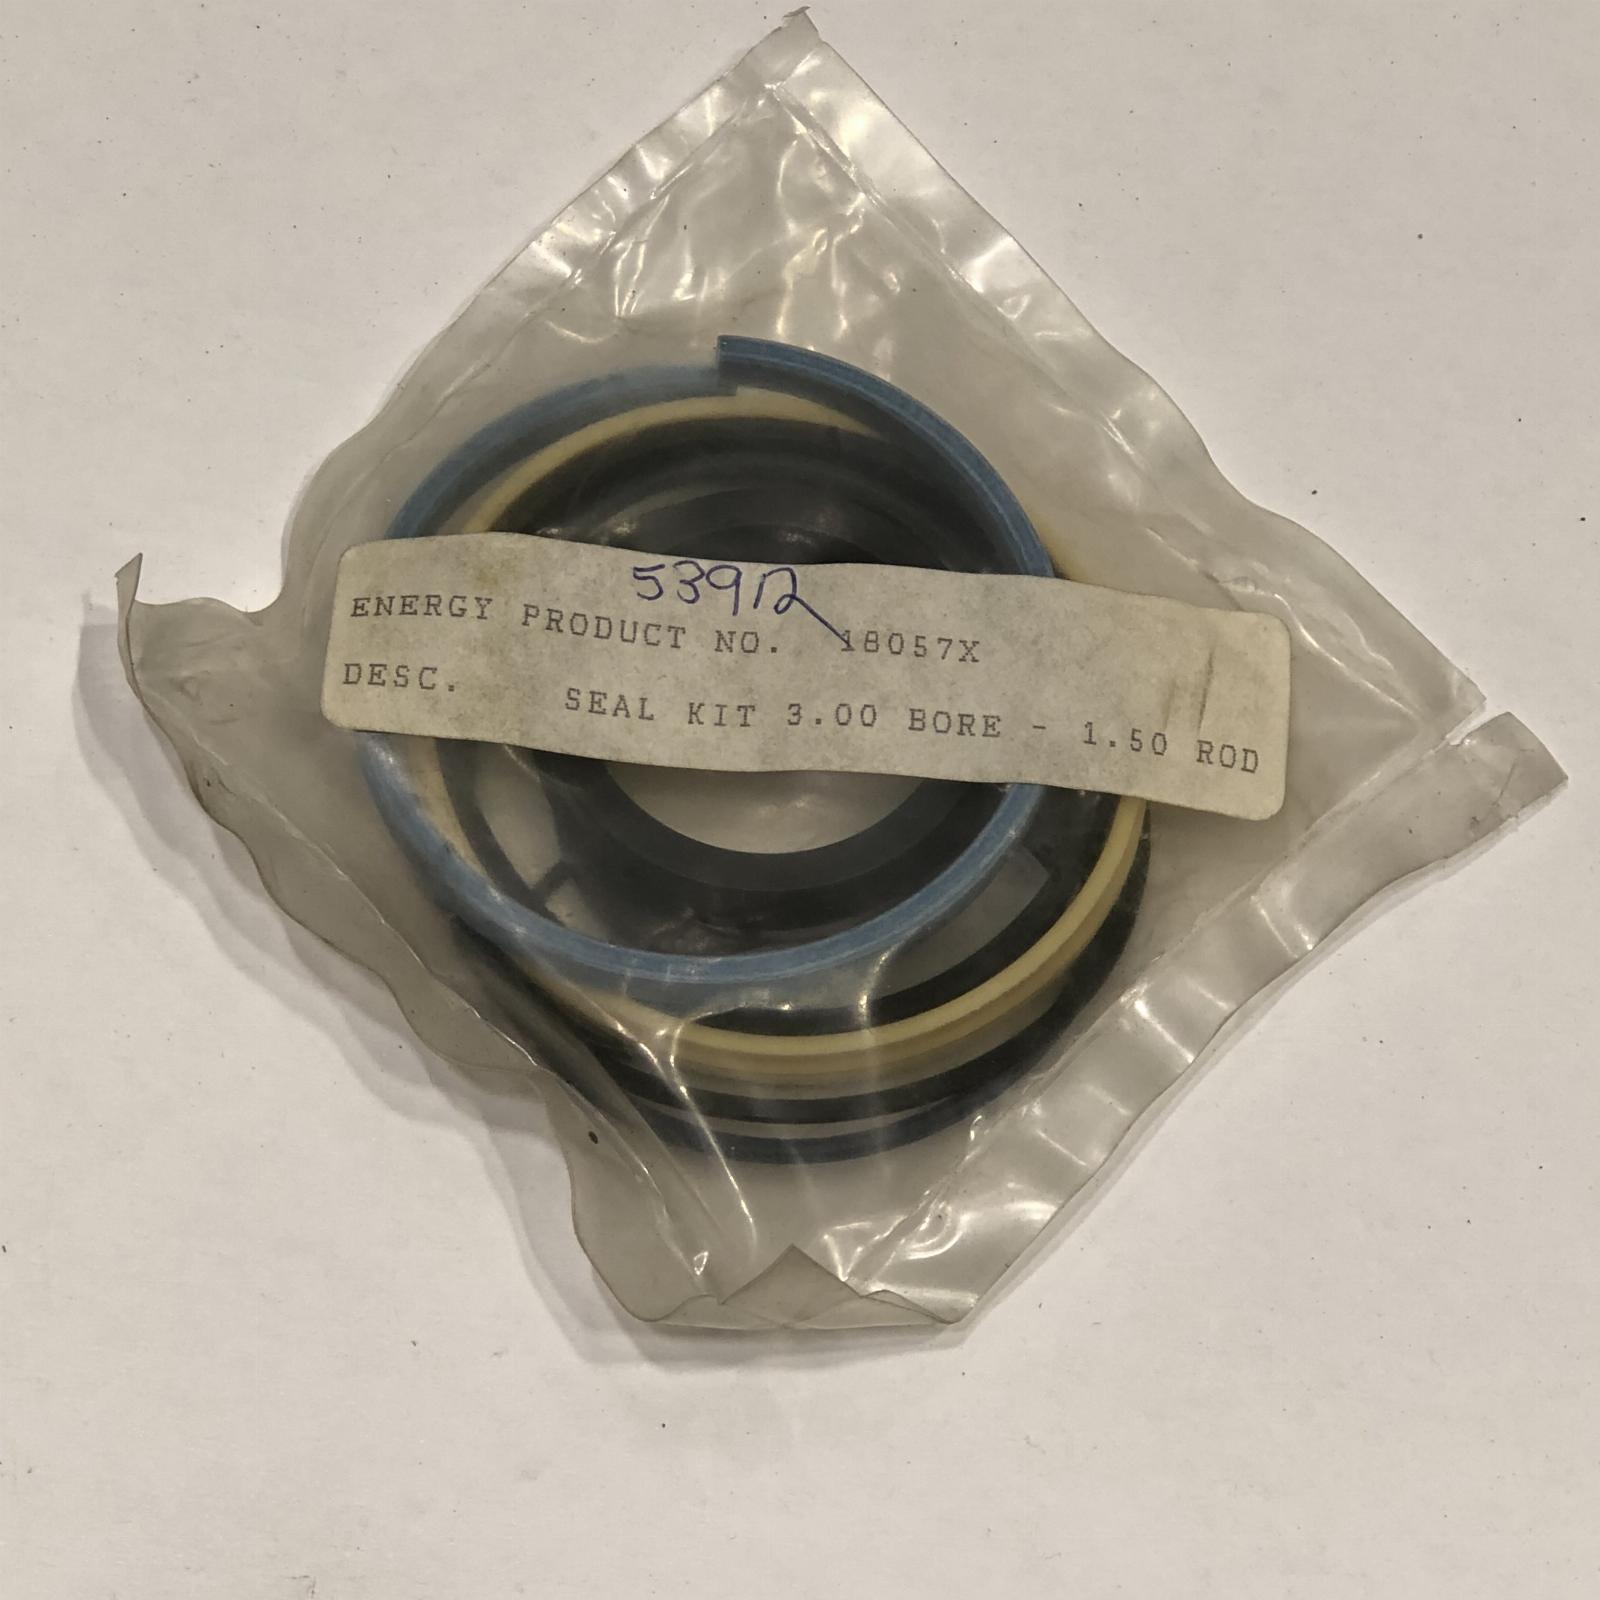 53912
ENERGY PRODUCT NO. 18057X
DESC. SEAL KIT 3.00 BORE - 1.50 ROD